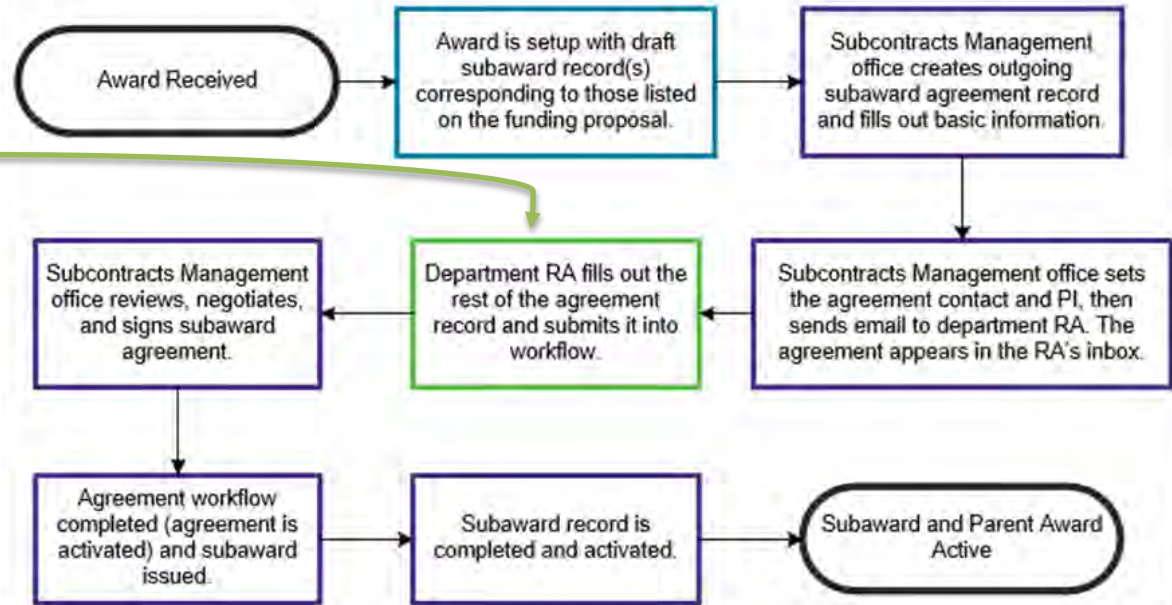 Award Received
Award is setup with draft
subaward record(s)
corresponding to those listed
on the funding proposal.
Subcontracts Management
office creates outgoing
subaward agreement record
and fills out basic information.
Subcontracts Management office sets
the agreement contact and PI, then
sends email to department RA. The
agreement appears in the RA's inbox.
Department RA fills out the
rest of the agreement
record and submits it into
workflow.
Subcontracts Management
office reviews, negotiates,
and signs subaward
agreement.
Agreement workflow
completed (agreement is
activated) and subaward
issued.
Subaward record is
completed and activated.
Subaward and Parent Award
Active